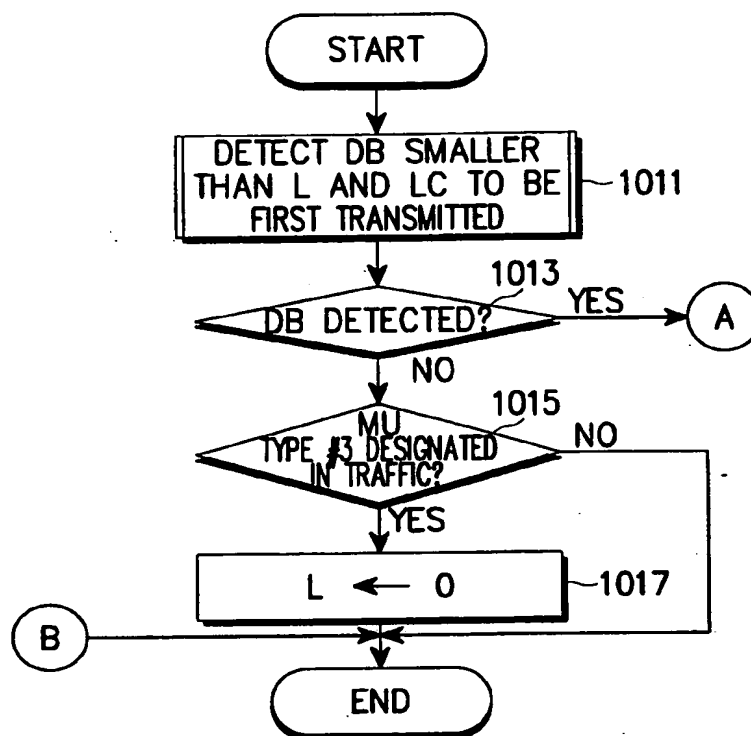 START
DETECT DB SMALLER
THAN L AND LC TO BE
FIRST TRANSMITTED
1011
1013
DB DETECTED?
YES
A
NO
1015
MU
TYPE #3 DESIGNATED
IN TRAFFIC?
NO
YES
L ← 0
1017
B
END